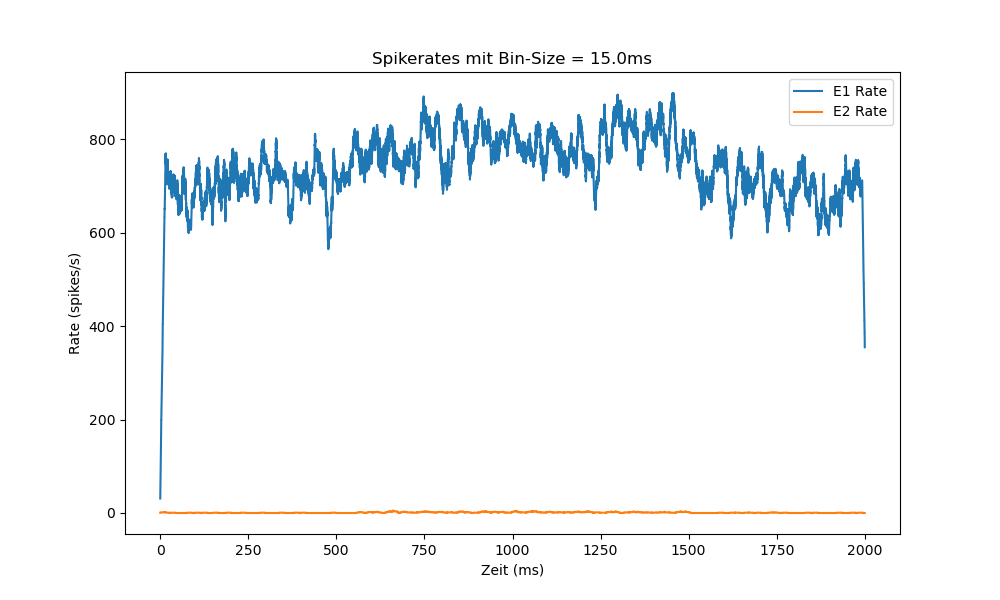 Spikerates mit Bin-Size = 15.0ms
E1 Rate
E2 Rate
Rate (spikes/s)
800
600
400
200
0
0 250 500 750 1000 1250 1500 1750 2000
Zeit (ms)